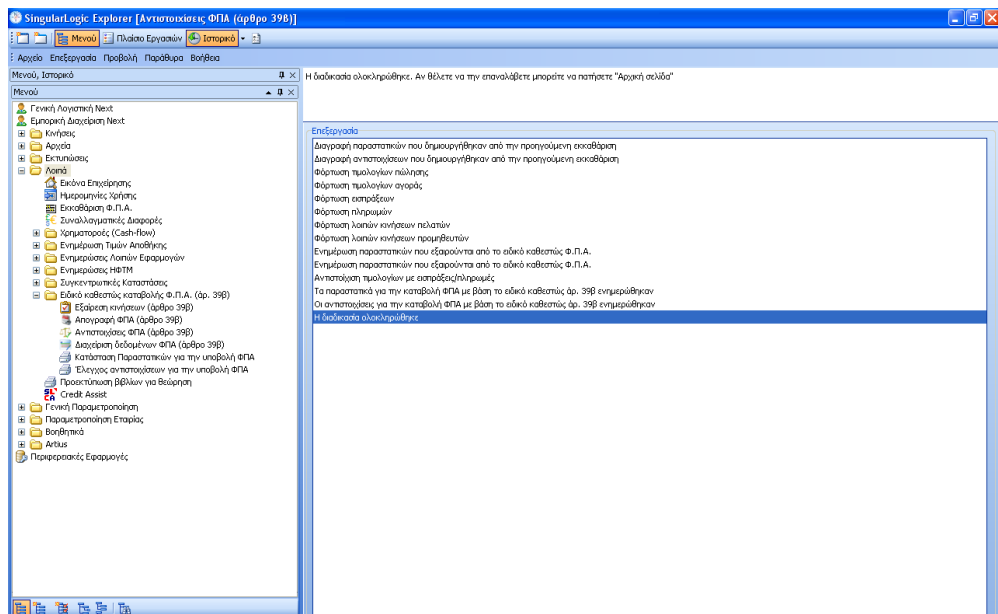 SingularLogic Explorer [Αντιστοιχίσεις ΦΠΑ (άρθρο 39Β)]
Μενού Πλαίσιο Εργασιών Ιστορικό
Αρχείο Επεξεργασία Προβολή Παράθυρα Βοήθεια
Μενού, Ιστορικό
Μενού
Γενική Λογιστική Next
Εμπορική Διαχείριση Next
Κινήσεις
Αρχεία
Εκτυπώσεις
Λοιπά
Εικόνα Επιχείρησης
Ημερομηνίες Χρήσης
Εκκαθάριση Φ.Π.Α.
Συναλλαγματικές Διαφορές
Χρηματοροές (Cash-flow)
Ενημέρωση Τιμών Αποθήκης
Ενημερώσεις Λοιπών Εφαρμογών
Ενημερώσεις ΗΦΤΜ
Συγκεντρωτικές Καταστάσεις
Ειδικό καθεστώς καταβολής Φ.Π.Α. (άρ. 39β)
Εξαίρεση κινήσεων (άρθρο 39β)
Απογραφή ΦΠΑ (άρθρο 39β)
Αντιστοιχίσεις ΦΠΑ (άρθρο 39β)
Διαχείριση δεδομένων ΦΠΑ (άρθρο 39β)
Κατάσταση Παραστατικών για την υποβολή ΦΠΑ
Έλεγχος αντιστοιχίσεων για την υποβολή ΦΠΑ
Προεκτύπωση βιβλίων για θεώρηση
Credit Assist
Γενική Παραμετροποίηση
Παραμετροποίηση Εταιρίας
Βοηθητικά
Artius
Περιφερειακές Εφαρμογές
Η διαδικασία ολοκληρώθηκε. Αν θέλετε να την επαναλάβετε μπορείτε να πατήσετε "Αρχική σελίδα"
Επεξεργασία
Διαγραφή παραστατικών που δημιουργήθηκαν από την προηγούμενη εκκαθάριση
Διαγραφή αντιστοιχίσεων που δημιουργήθηκαν από την προηγούμενη εκκαθάριση
Φόρτωση τιμολογίων πώλησης
Φόρτωση τιμολογίων αγοράς
Φόρτωση εισπράξεων
Φόρτωση πληρωμών
Φόρτωση λοιπών κινήσεων πελατών
Φόρτωση λοιπών κινήσεων προμηθευτών
Ενημέρωση παραστατικών που εξαιρούνται από το ειδικό καθεστώς Φ.Π.Α.
Ενημέρωση παραστατικών που εξαιρούνται από το ειδικό καθεστώς Φ.Π.Α.
Αντιστοίχιση τιμολογίων με εισπράξεις/πληρωμές
Τα παραστατικά για την καταβολή ΦΠΑ με βάση το ειδικό καθεστώς άρ. 39β ενημερώθηκαν
Οι αντιστοιχίσεις για την καταβολή ΦΠΑ με βάση το ειδικό καθεστώς άρ. 39β ενημερώθηκαν
Η διαδικασία ολοκληρώθηκε